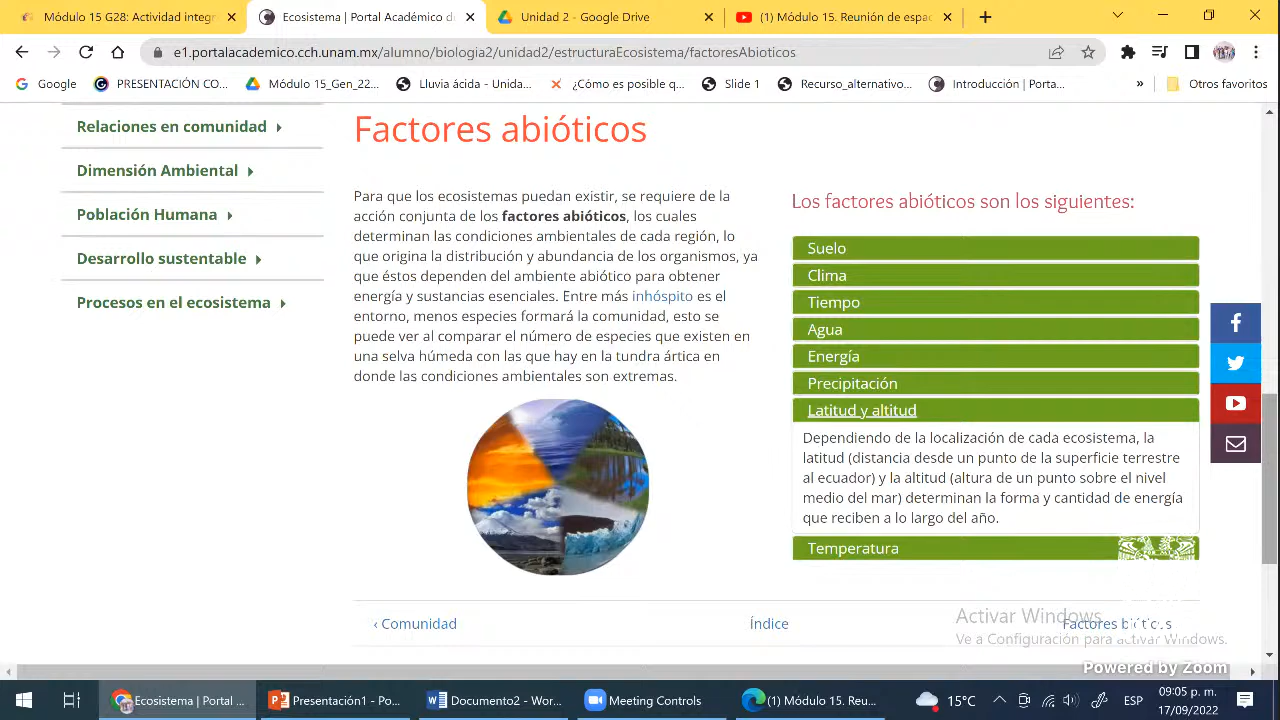 Módulo 15 G28: Actividad integr
Ecosistema | Portal Académico d
Unidad 2 - Google Drive
(1) Módulo 15. Reunión de espac
e1.portalacademico.cch.unam.mx/alumno/biologia2/unidad2/estructuraEcosistema/factoresAbioticos
Google
PRESENTACIÓN CO...
Módulo 15_Gen_22...
Lluvia ácida - Unida...
¿Cómo es posible q...
Slide 1
Recurso_alternativo...
Introducción | Porta...
»
Otros favoritos
Relaciones en comunidad
Dimensión Ambiental
Población Humana
Desarrollo sustentable
Procesos en el ecosistema
Factores abióticos
Para que los ecosistemas puedan existir, se requiere de la
acción conjunta de los factores abióticos, los cuales
determinan las condiciones ambientales de cada región, lo
que origina la distribución y abundancia de los organismos, ya
que éstos dependen del ambiente abiótico para obtener
energía y sustancias esenciales. Entre más inhóspito es el
entorno, menos especies formará la comunidad, esto se
puede ver al comparar el número de especies que existen en
una selva húmeda con las que hay en la tundra ártica en
donde las condiciones ambientales son extremas.
Los factores abióticos son los siguientes:
Suelo
Clima
Tiempo
Agua
Energía
Precipitación
Latitud y altitud
Dependiendo de la localización de cada ecosistema, la
latitud (distancia desde un punto de la superficie terrestre
al ecuador) y la altitud (altura de un punto sobre el nivel
medio del mar) determinan la forma y cantidad de energía
que reciben a lo largo del año.
Temperatura
‹ Comunidad
Índice
Factores bióticos
Activar Windows
Ve a Configuración para activar Windows.
Powered by Zoom
Ecosistema | Portal ...
Presentación1 - Po...
Documento2 - Wor...
Meeting Controls
(1) Módulo 15. Reu...
15°C
ESP
09:05 p. m.
17/09/2022